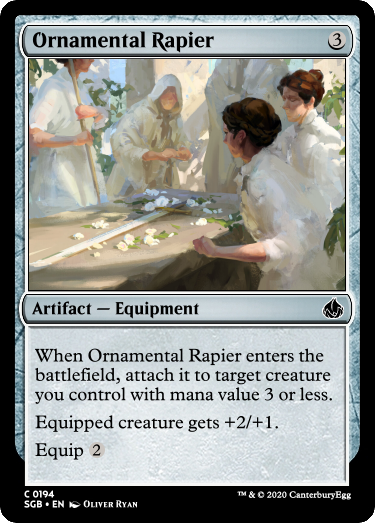 Ornamental Rapier 3
Artifact — Equipment
When Ornamental Rapier enters the
battlefield, attach it to target creature
you control with mana value 3 or less.
Equipped creature gets +2/+1.
Equip 2
C 0194
SGB • EN Oliver Ryan
™ & © 2020 CanterburyEgg